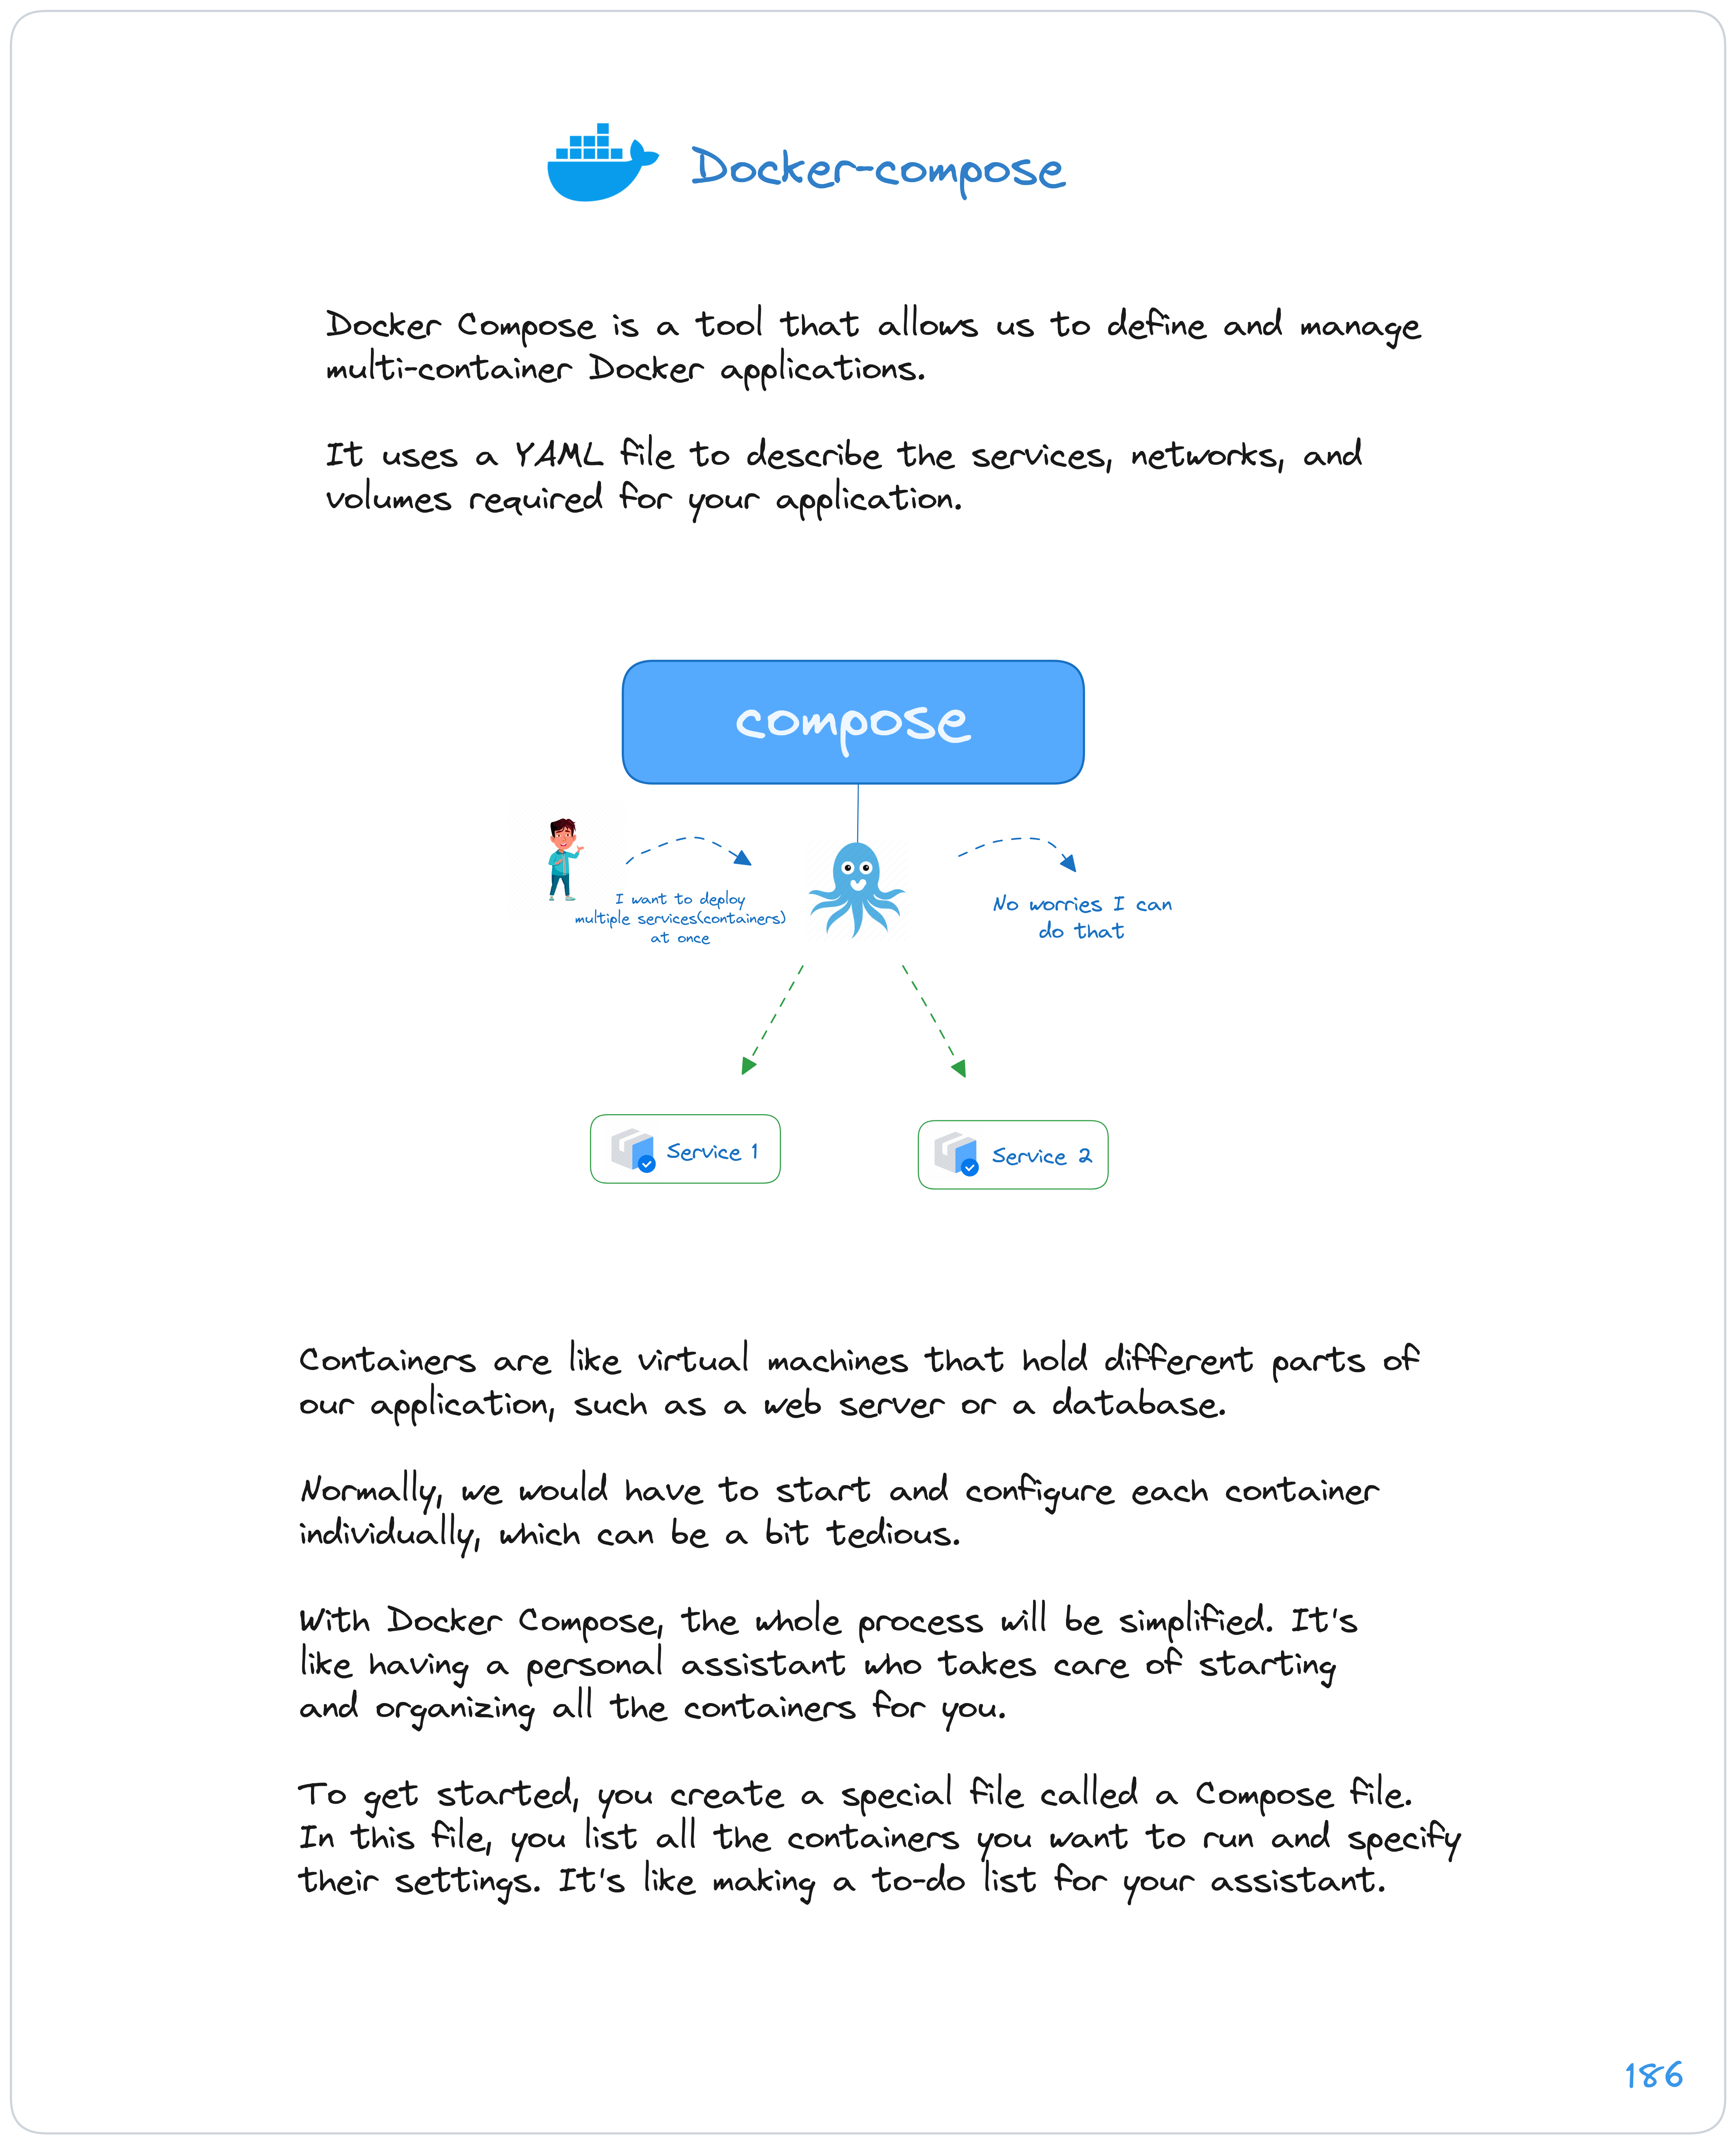 Docker-compose
Docker Compose is a tool that allows us to define and manage
multi-container Docker applications.
It uses a YAML file to describe the services, networks, and
volumes required for your application.
compose
I want to deploy
multiple services(containers)
at once
No worries I can
do that
Service 1
Service 2
Containers are like virtual machines that hold different parts of
our application, such as a web server or a database.
Normally, we would have to start and configure each container
individually, which can be a bit tedious.
With Docker Compose, the whole process will be simplified. It's
like having a personal assistant who takes care of starting
and organizing all the containers for you.
To get started, you create a special file called a Compose file.
In this file, you list all the containers you want to run and specify
their settings. It's like making a to-do list for your assistant.
186